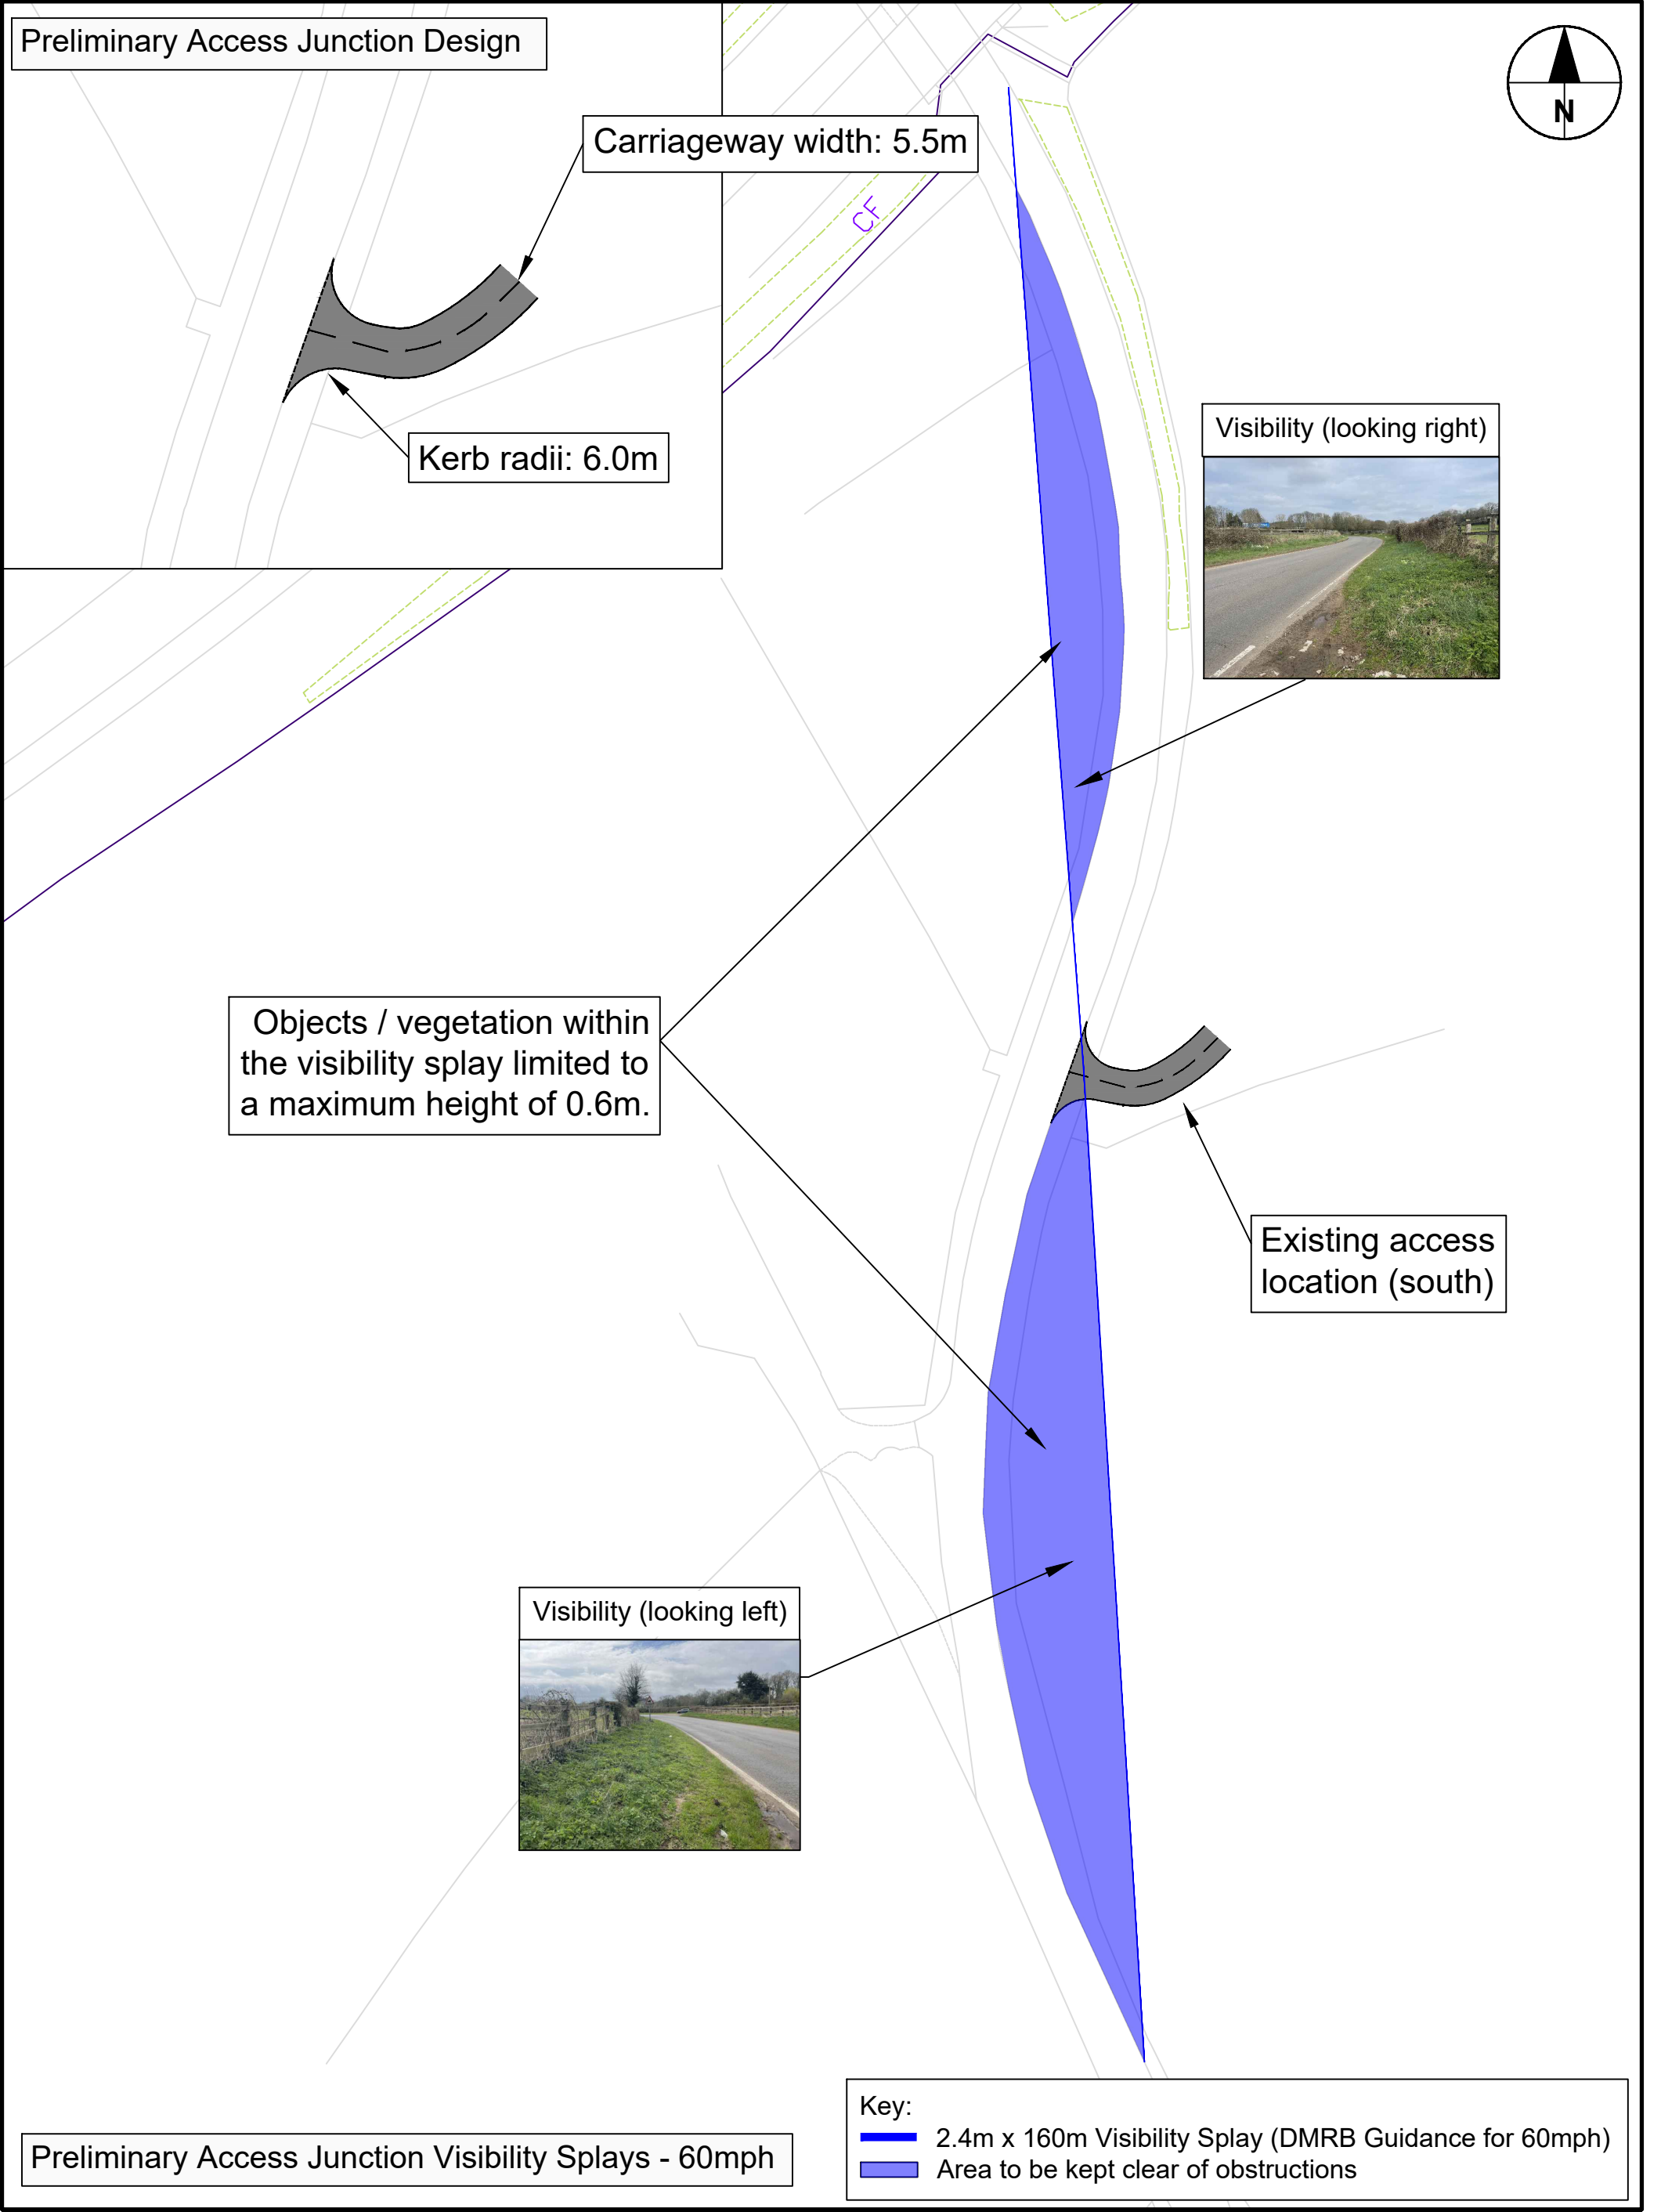 Preliminary Access Junction Design
N
Carriageway width: 5.5m
CF
Kerb radii: 6.0m
Visibility (looking right)
Objects / vegetation within
the visibility splay limited to
a maximum height of 0.6m.
Existing access
location (south)
Visibility (looking left)
Key:
2.4m x 160m Visibility Splay (DMRB Guidance for 60mph)
Area to be kept clear of obstructions
Preliminary Access Junction Visibility Splays - 60mph